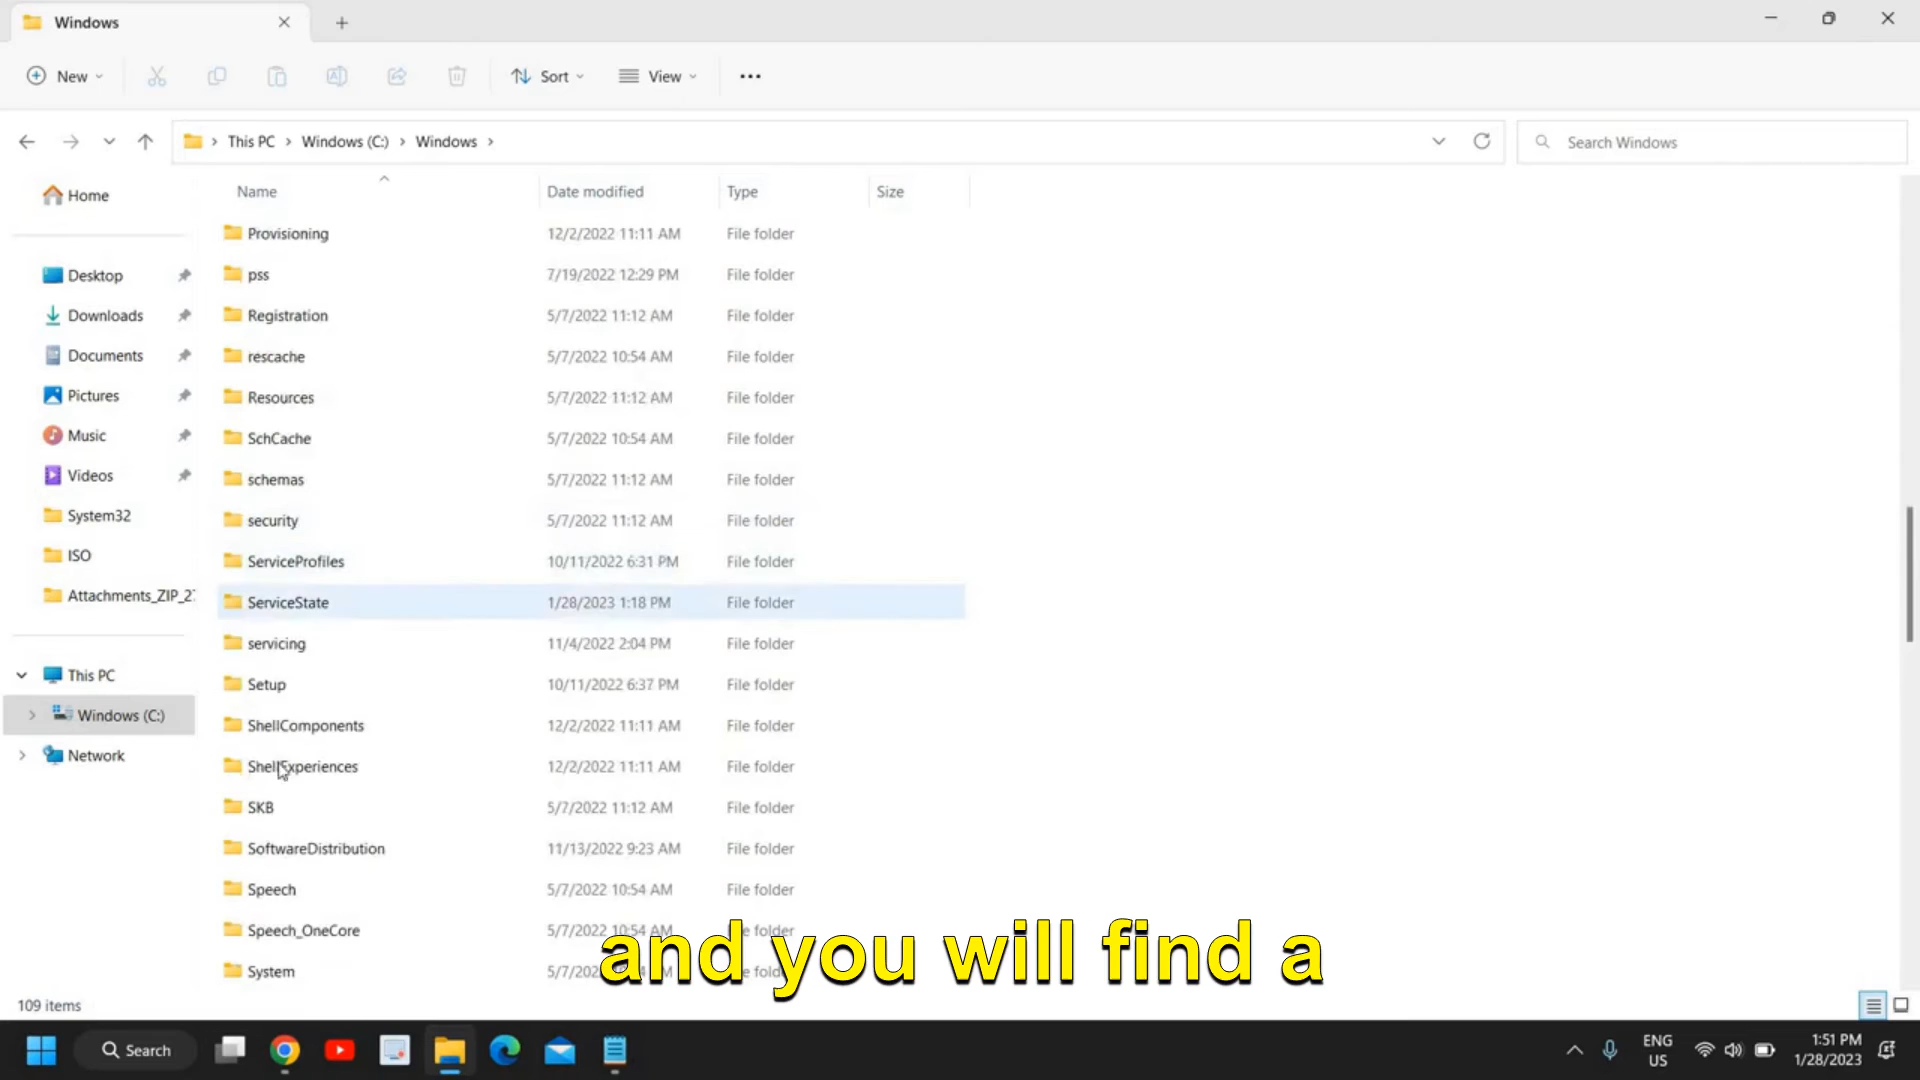 Windows
New
Sort
View
This PC > Windows (C:) > Windows >
Search Windows
Home
Desktop
Downloads
Documents
Pictures
Music
Videos
System32
ISO
Attachments_ZIP_2
This PC
Windows (C:)
Network
Name Date modified Type Size
Provisioning 12/2/2022 11:11 AM File folder
pss 7/19/2022 12:29 PM File folder
Registration 5/7/2022 11:12 AM File folder
rescache 5/7/2022 10:54 AM File folder
Resources 5/7/2022 11:12 AM File folder
SchCache 5/7/2022 10:54 AM File folder
schemas 5/7/2022 11:12 AM File folder
security 5/7/2022 11:12 AM File folder
ServiceProfiles 10/11/2022 6:31 PM File folder
ServiceState 1/28/2023 1:18 PM File folder
servicing 11/4/2022 2:04 PM File folder
Setup 10/11/2022 6:37 PM File folder
ShellComponents 12/2/2022 11:11 AM File folder
ShellExperiences 12/2/2022 11:11 AM File folder
SKB 5/7/2022 11:12 AM File folder
SoftwareDistribution 11/13/2022 9:23 AM File folder
Speech 5/7/2022 10:54 AM File folder
Speech_OneCore 5/7/2022 10:54 AM
System
and you will find a
109 items
Search
ENG
US
1:51 PM
1/28/2023